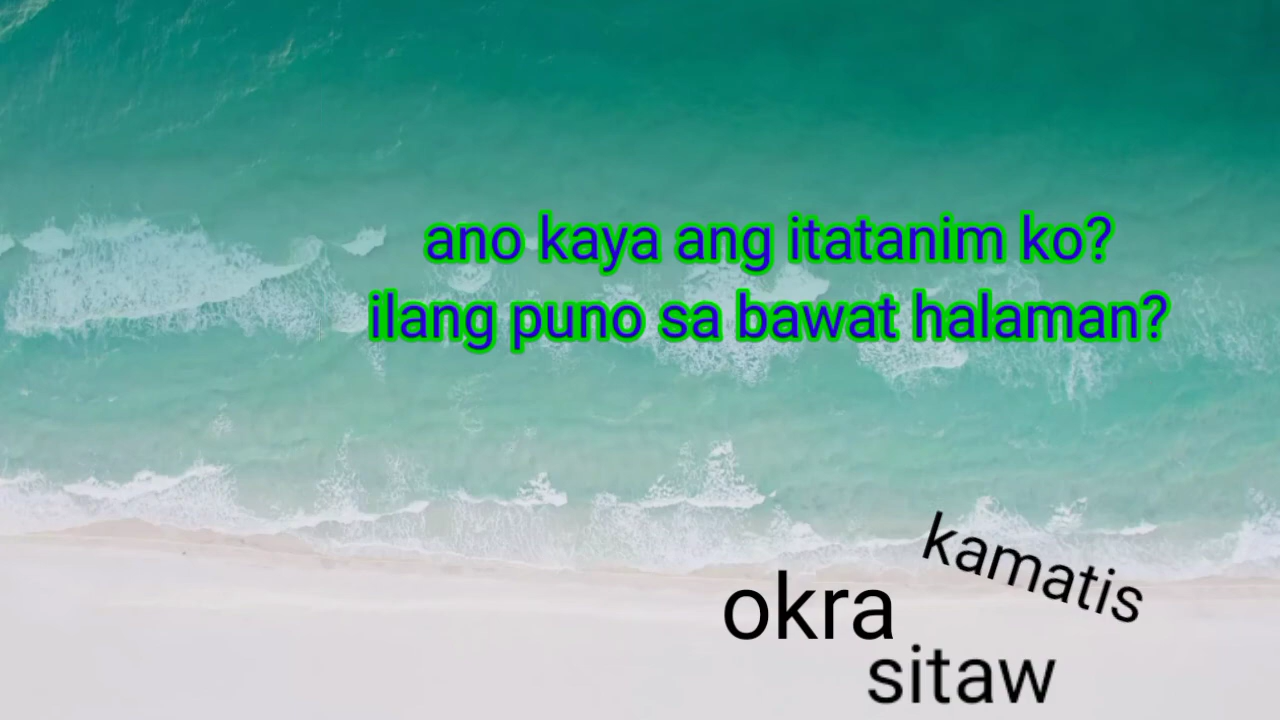 ano kaya ang itatanim ko?
ilang puno sa bawat halaman?
kamatis
okra
sitaw